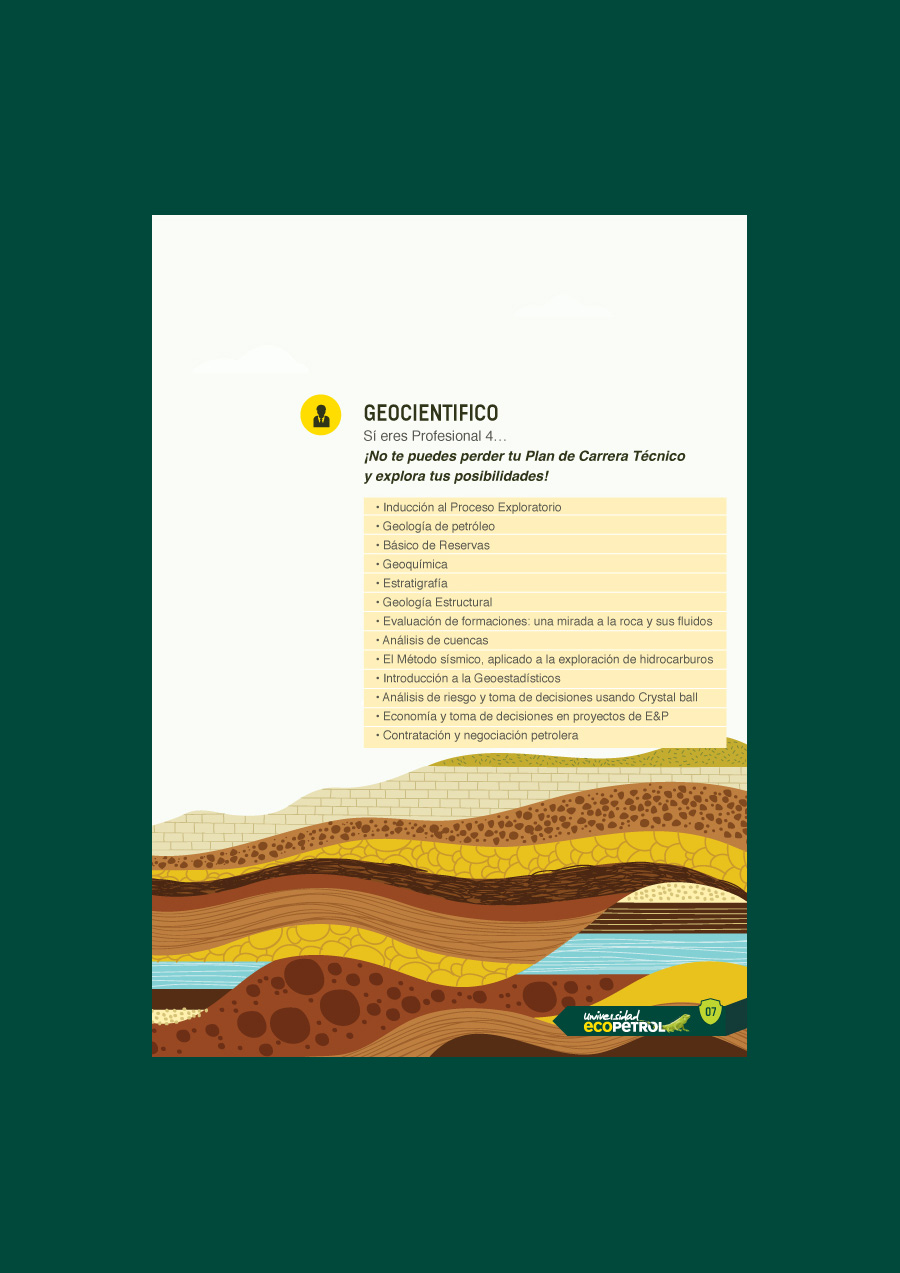 GEOCIENTIFICO
Sí eres Profesional 4…
¡No te puedes perder tu Plan de Carrera Técnico
y explora tus posibilidades!
• Inducción al Proceso Exploratorio
• Geología de petróleo
• Básico de Reservas
• Geoquímica
• Estratigrafía
• Geología Estructural
• Evaluación de formaciones: una mirada a la roca y sus fluidos
• Análisis de cuencas
• El Método sísmico, aplicado a la exploración de hidrocarburos
• Introducción a la Geoestadísticos
• Análisis de riesgo y toma de decisiones usando Crystal ball
• Economía y toma de decisiones en proyectos de E&P
• Contratación y negociación petrolera
universidad
ecopetrol
07